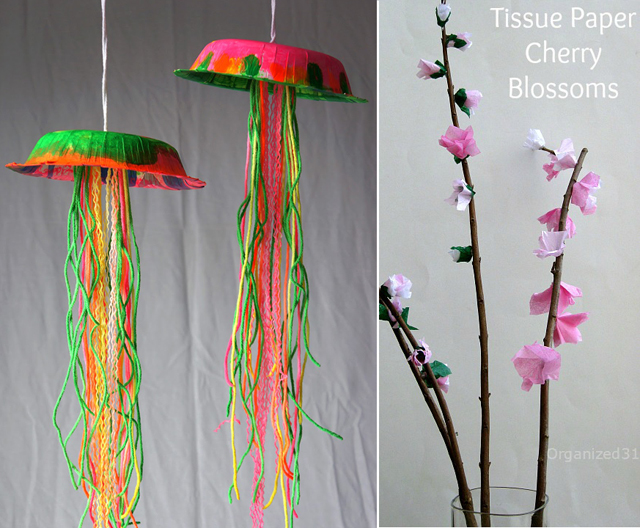 Tissue Paper
Cherry
Blossoms
Organized31